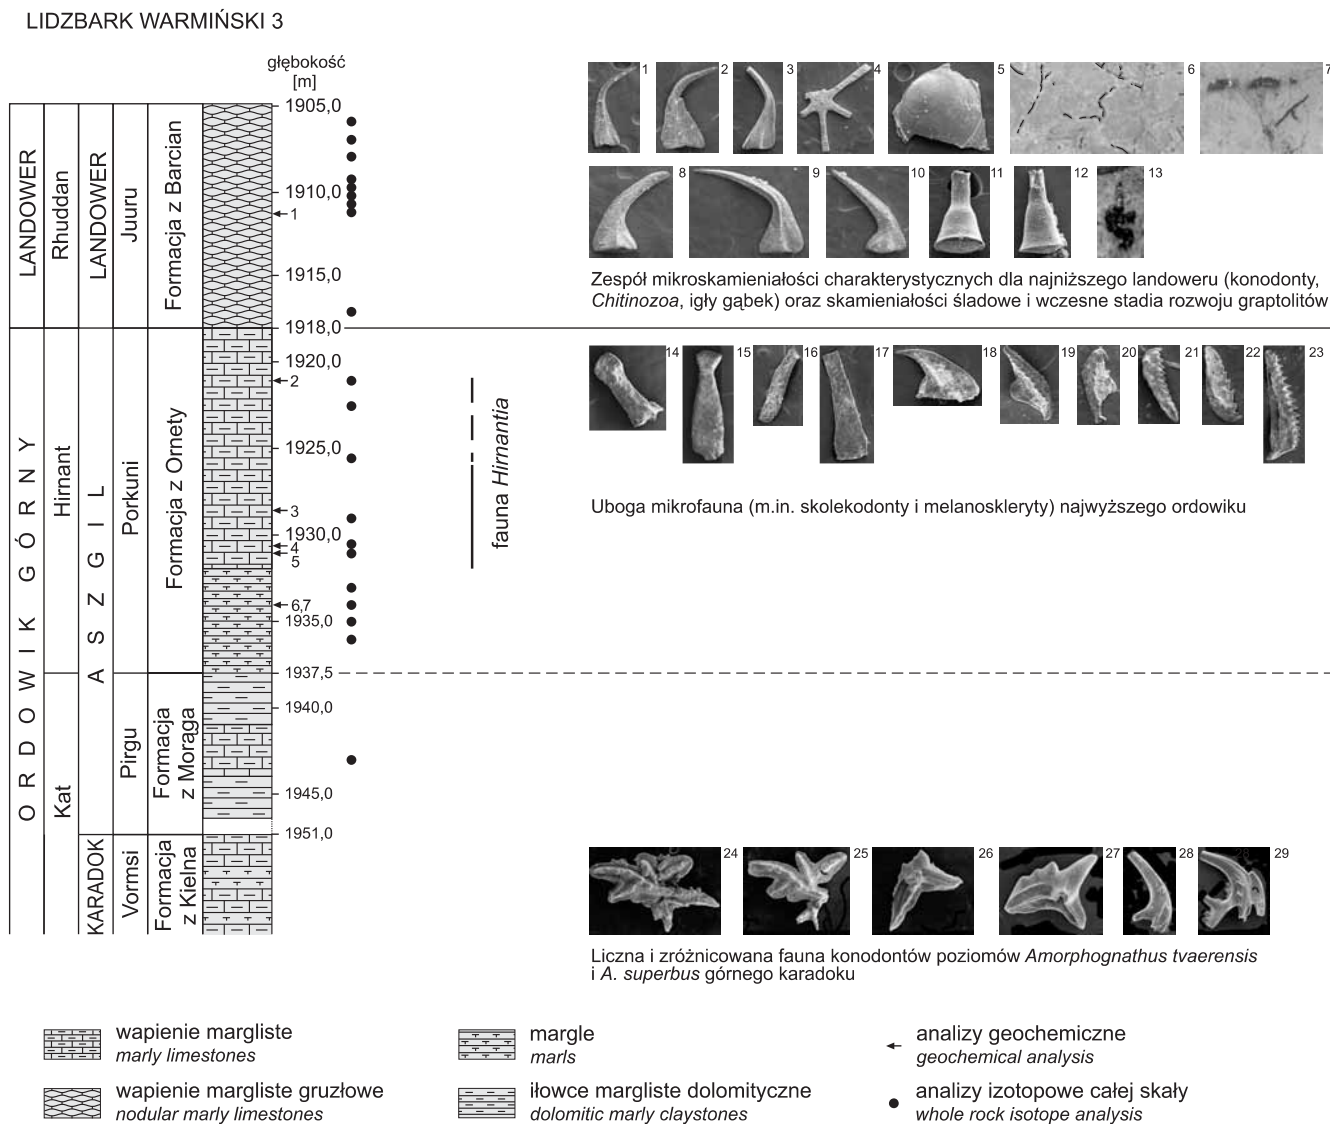 LIDZBARK WARMIŃSKI 3
głębokość
[m]
1905,0
1910,0
1
1915,0
1918,0
1920,0
2
1925,0
3
1930,0
4
5
6,7
1935,0
1937,5
1940,0
1945,0
1951,0
LANDOWER
Rhuddan
LANDOWER
Juuru
Formacja z Barcian
ORDOWIK GÓRNY
Hirnant
ASZGIL
Porkuni
Formacja z Ornety
Kat
Pirgu
Formacja
z Morąga
KARADOK
Vormsi
Formacja
z Kielna
fauna Hirnantia
1 2 3 4 5 6 7
8 9 10 11 12 13
Zespół mikroskamieniałości charakterystycznych dla najniższego landoweru (konodonty,
Chitinozoa, igły gąbek) oraz skamieniałości śladowe i wczesne stadia rozwoju graptolitów
14 15 16 17 18 19 20 21 22 23
Uboga mikrofauna (m.in. skolekodonty i melanoskleryty) najwyższego ordowiku
24 25 26 27 28 29
Liczna i zróżnicowana fauna konodontów poziomów Amorphognathus tvaerensis
i A. superbus górnego karadoku
wapienie margliste
marly limestones
wapienie margliste gruzłowe
nodular marly limestones
margle
marls
iłowce margliste dolomityczne
dolomitic marly claystones
analizy geochemiczne
geochemical analysis
analizy izotopowe całej skały
whole rock isotope analysis